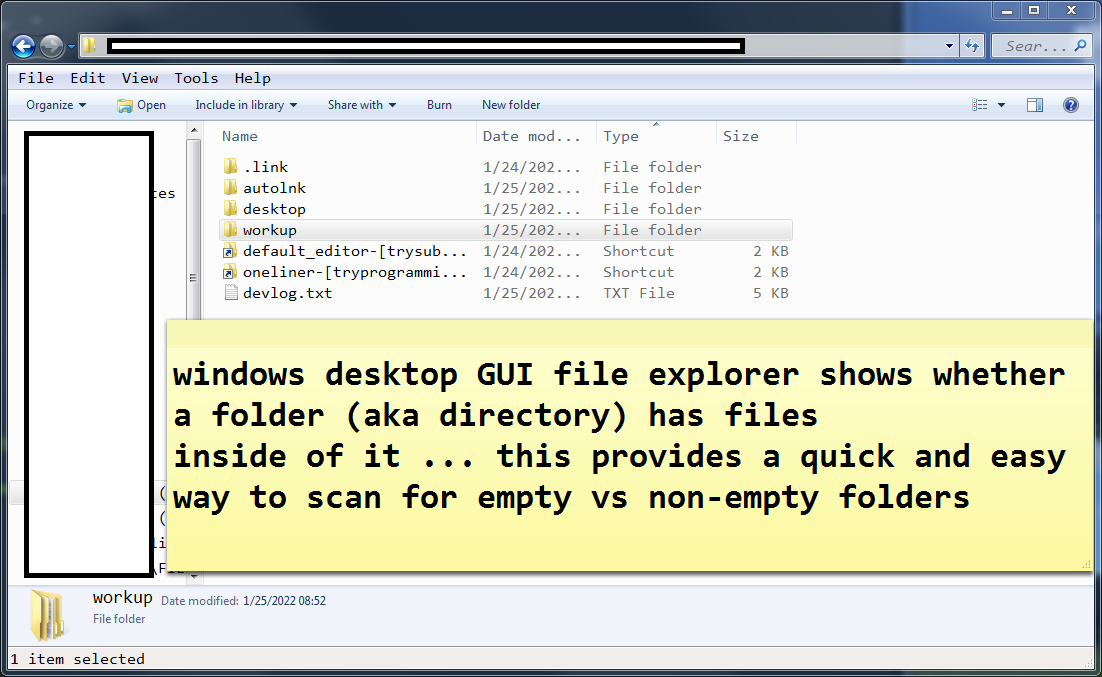 Sear...
File Edit View Tools Help
Organize Open Include in library Share with Burn New folder
Name Date mod... Type Size
.link 1/24/202... File folder
autolnk 1/25/202... File folder
desktop 1/25/202... File folder
workup 1/25/202... File folder
default_editor-[trysub... 1/24/202... Shortcut 2 KB
oneliner-[tryprogrammi... 1/24/202... Shortcut 2 KB
devlog.txt 1/25/202... TXT File 5 KB
tes
windows desktop GUI file explorer shows whether
a folder (aka directory) has files
inside of it ... this provides a quick and easy
way to scan for empty vs non-empty folders
(
(
li
workup Date modified: 1/25/2022 08:52
File folder
1 item selected